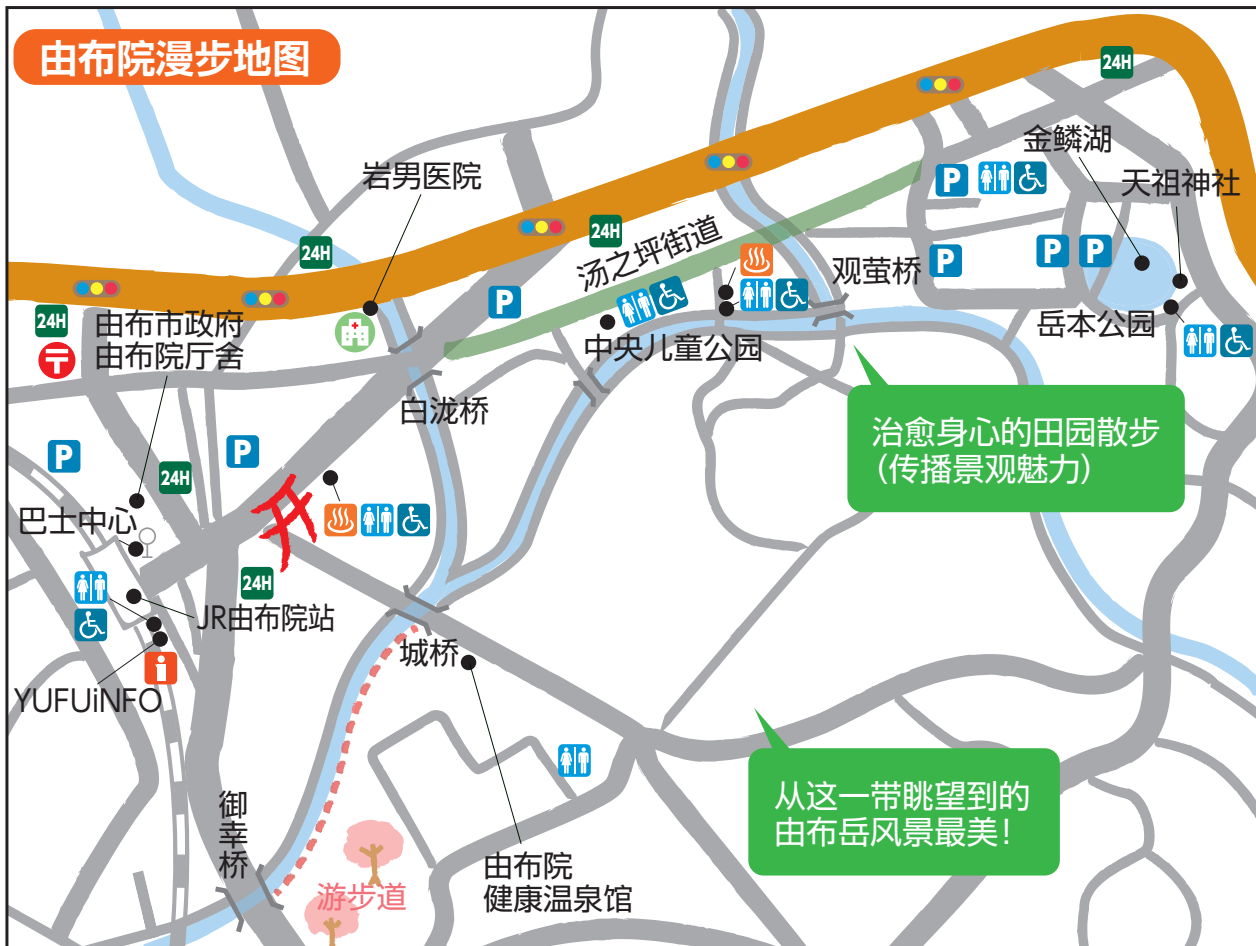 由布院漫步地图
24H
金鳞湖
岩男医院
天祖神社
P
24H
24H
汤之坪街道
观萤桥
P
P
P
P
24H
由布市政府
由布院厅舍
岳本公园
中央儿童公园
白泷桥
治愈身心的田园散步
(传播景观魅力)
P
P
24H
巴士中心
24H
JR由布院站
城桥
YUFUiNFO
从这一带眺望到的
由布岳风景最美!
御幸桥
由布院
健康温泉馆
游步道